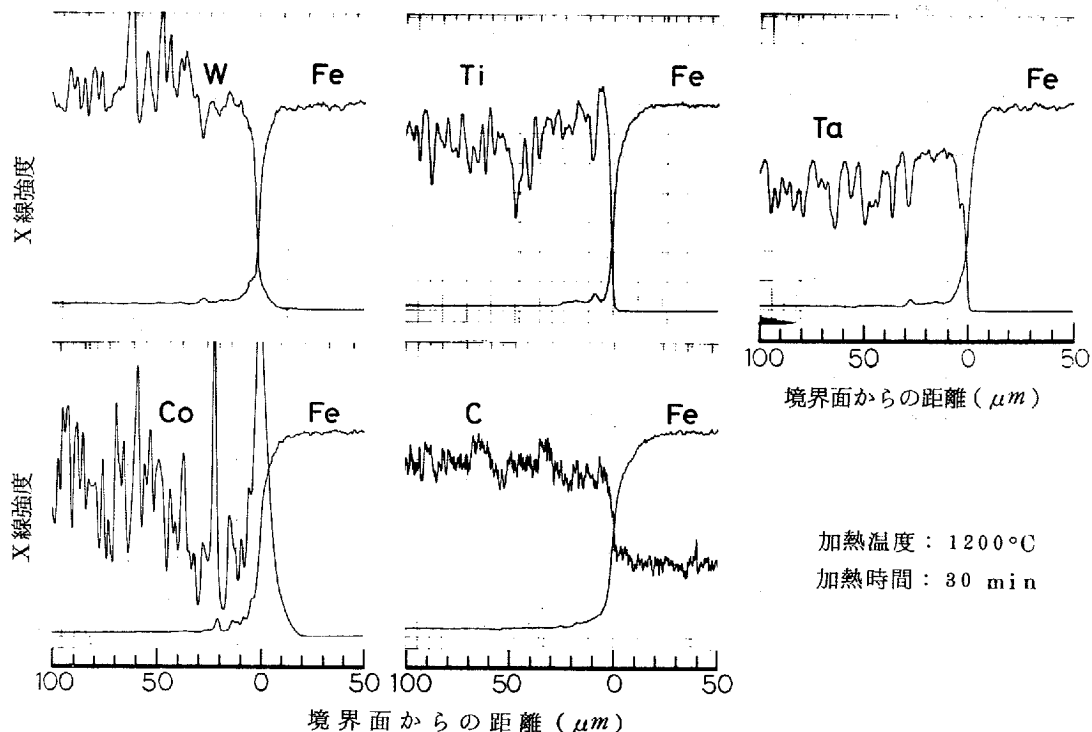 W Fe
Ti Fe
Ta Fe
X線強度
100 50 0 50
境界面からの距離(μm)
Co Fe
C Fe
X線強度
100 50 0 50
100 50 0 50
境界面からの距離(μm)
加熱温度：1200°C
加熱時間：30 min